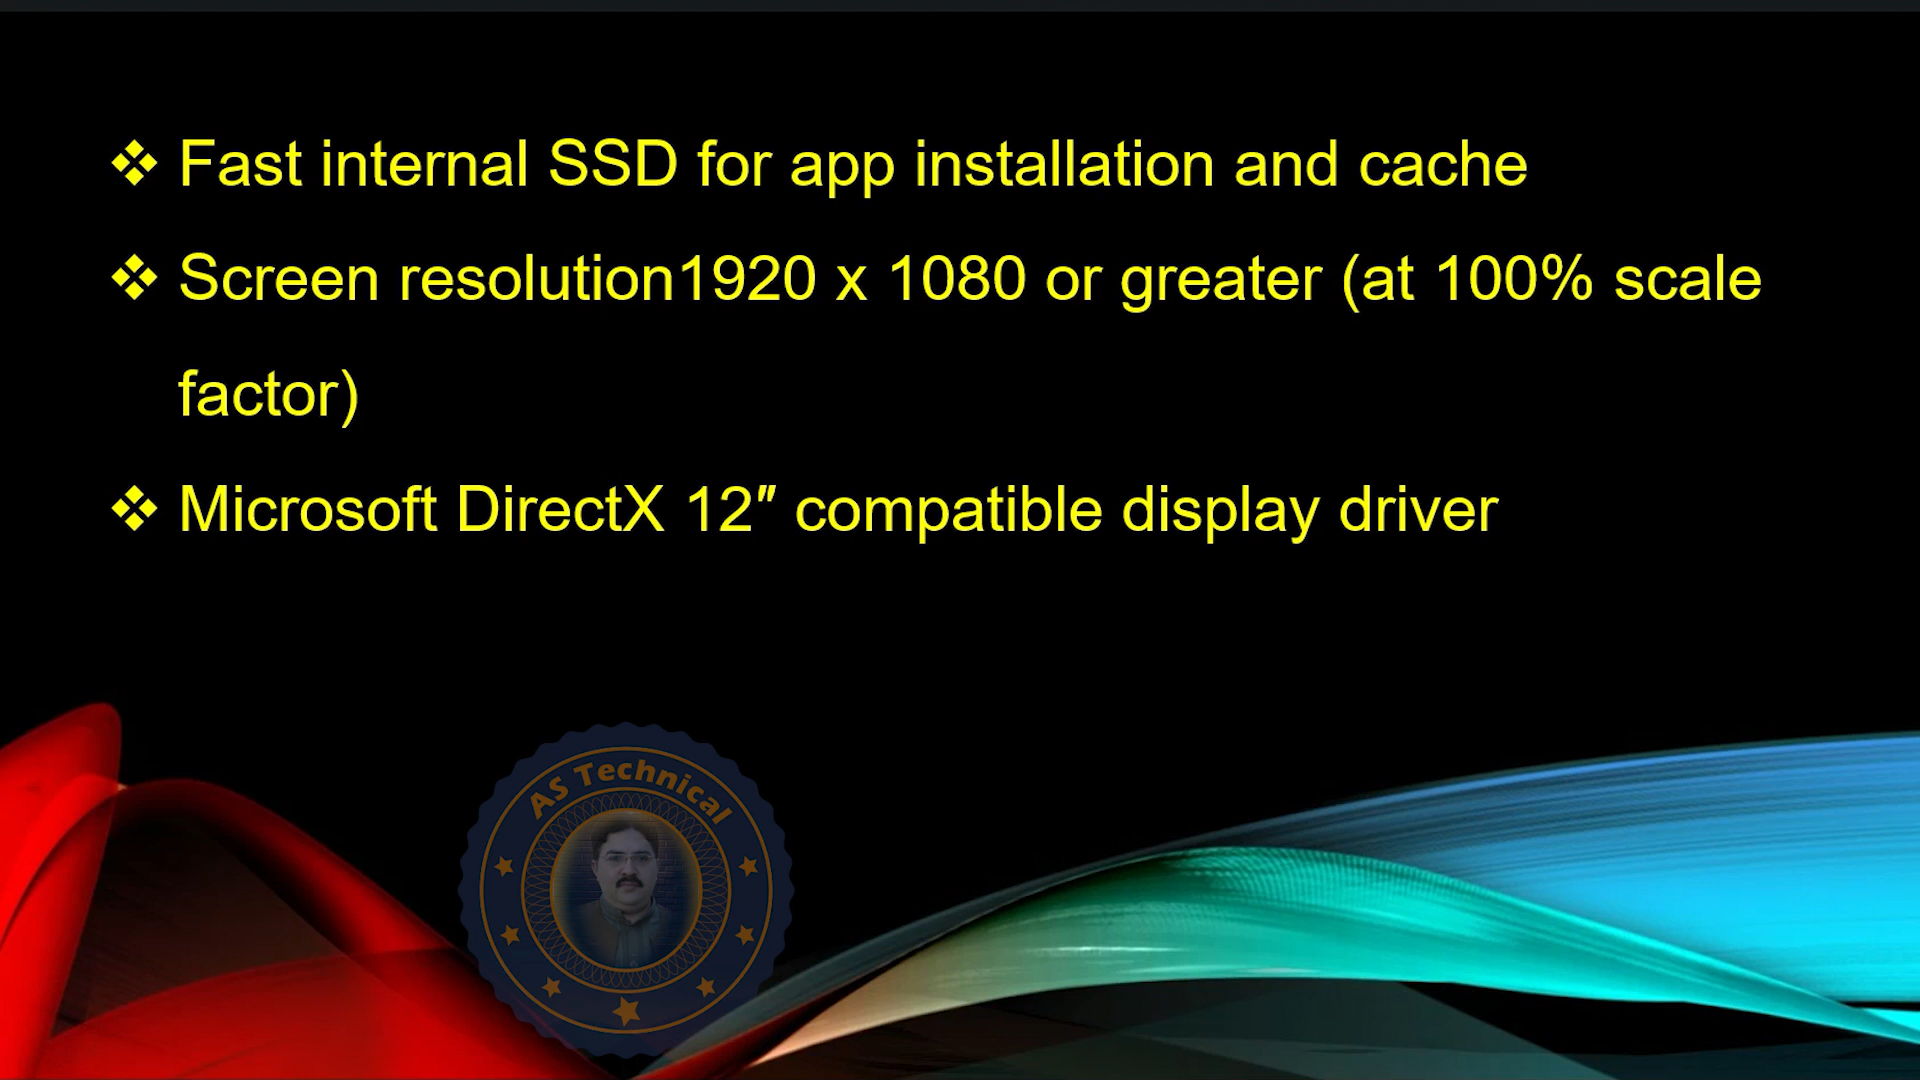 ❖ Fast internal SSD for app installation and cache
❖ Screen resolution1920 x 1080 or greater (at 100% scale
factor)
❖ Microsoft DirectX 12″ compatible display driver
AS Technical